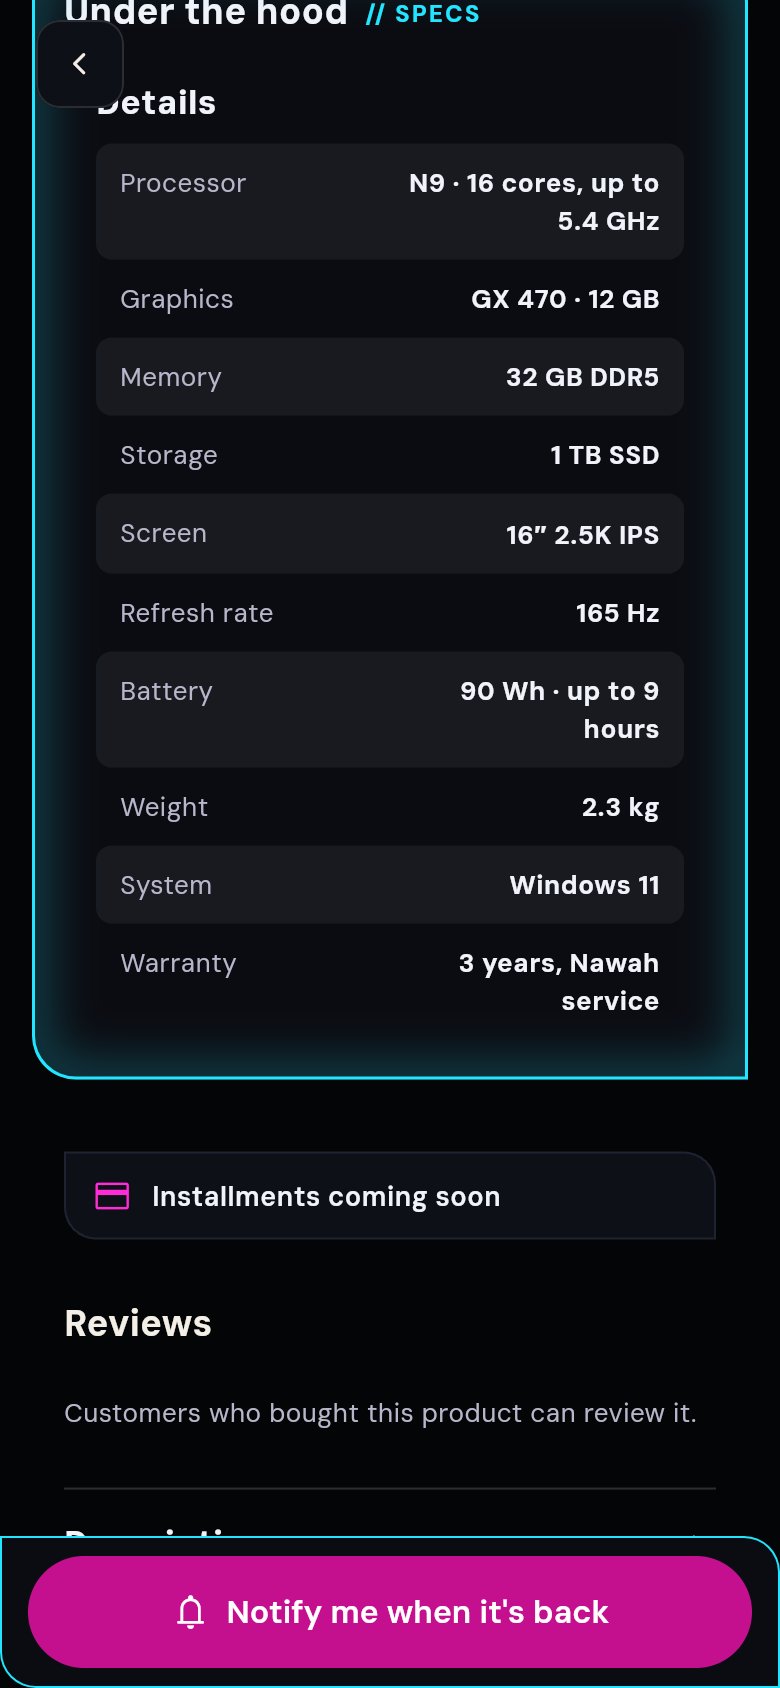 Under the hood // SPECS
Details
Processor
N9 · 16 cores, up to
5.4 GHz
Graphics
GX 470 · 12 GB
Memory
32 GB DDR5
Storage
1 TB SSD
Screen
16″ 2.5K IPS
Refresh rate
165 Hz
Battery
90 Wh · up to 9
hours
Weight
2.3 kg
System
Windows 11
Warranty
3 years, Nawah
service
Installments coming soon
Reviews
Customers who bought this product can review it.
Notify me when it's back